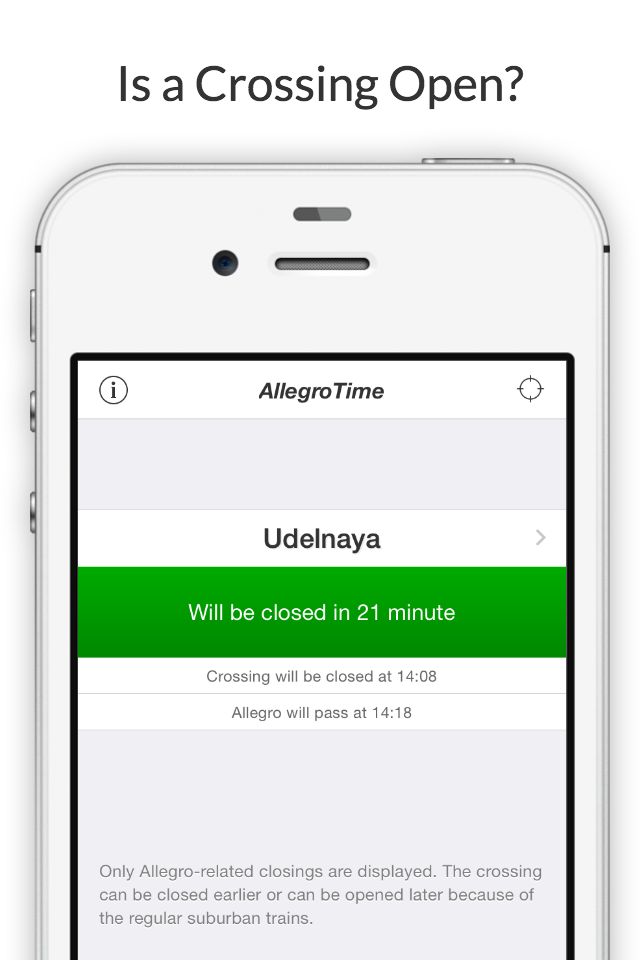 Is a Crossing Open?
AllegroTime
Udelnaya
Will be closed in 21 minute
Crossing will be closed at 14:08
Allegro will pass at 14:18
Only Allegro-related closings are displayed. The crossing
can be closed earlier or can be opened later because of
the regular suburban trains.